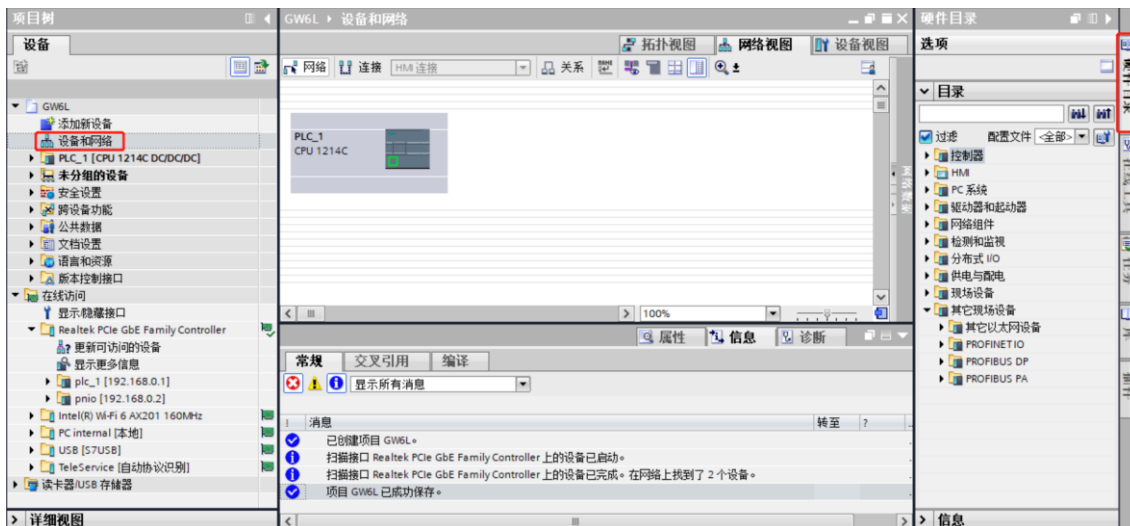 项目树
设备
GW6L
添加新设备
设备和网络
PLC_1 [CPU 1214C DC/DC/DC]
未分组的设备
安全设置
跨设备功能
公共数据
文档设置
语言和资源
版本控制接口
在线访问
显示/隐藏接口
Realtek PCIe GbE Family Controller
更新可访问的设备
显示更多信息
plc_1 [192.168.0.1]
pnio [192.168.0.2]
Intel(R) Wi-Fi 6 AX201 160MHz
PC internal [本地]
USB [S7USB]
TeleService [自动协议识别]
读卡器/USB 存储器
详细视图
GW6L ▸ 设备和网络
拓扑视图 网络视图 设备视图
网络 连接 HMI 连接 关系
PLC_1
CPU 1214C
网络数据
100%
属性 信息 诊断
常规 交叉引用 编译
显示所有消息
! 消息 转至 ?
已创建项目 GW6L。
扫描接口 Realtek PCIe GbE Family Controller 上的设备已启动。
扫描接口 Realtek PCIe GbE Family Controller 上的设备已完成。在网络上找到了 2 个设备。
项目 GW6L 已成功保存。
硬件目录
选项
目录
过滤 配置文件 <全部>
控制器
HMI
PC 系统
驱动器和起动器
网络组件
检测和监视
分布式 I/O
供电与配电
现场设备
其它现场设备
其它以太网设备
PROFINET IO
PROFIBUS DP
PROFIBUS PA
信息